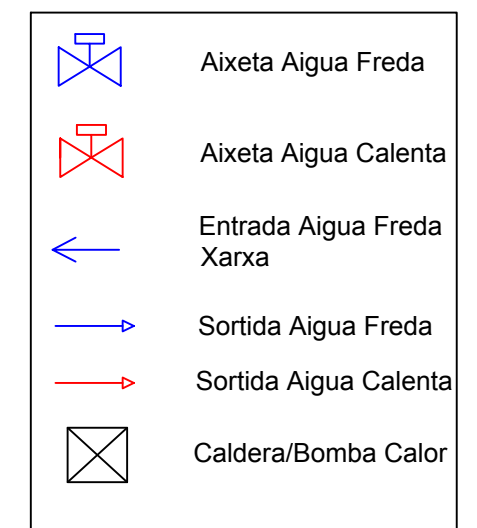 Aixeta Aigua Freda
Aixeta Aigua Calenta
Entrada Aigua Freda
Xarxa
Sortida Aigua Freda
Sortida Aigua Calenta
Caldera/Bomba Calor